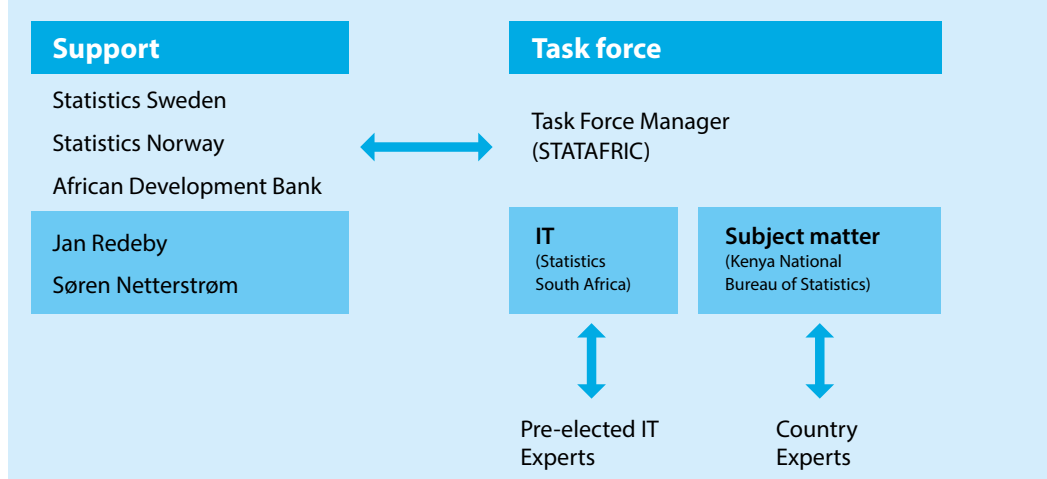 Support
Statistics Sweden
Statistics Norway
African Development Bank
Jan Redeby
Søren Netterstrøm
Task force
Task Force Manager
(STATAFRIC)
IT
(Statistics
South Africa)
Subject matter
(Kenya National
Bureau of Statistics)
Pre-elected IT
Experts
Country
Experts